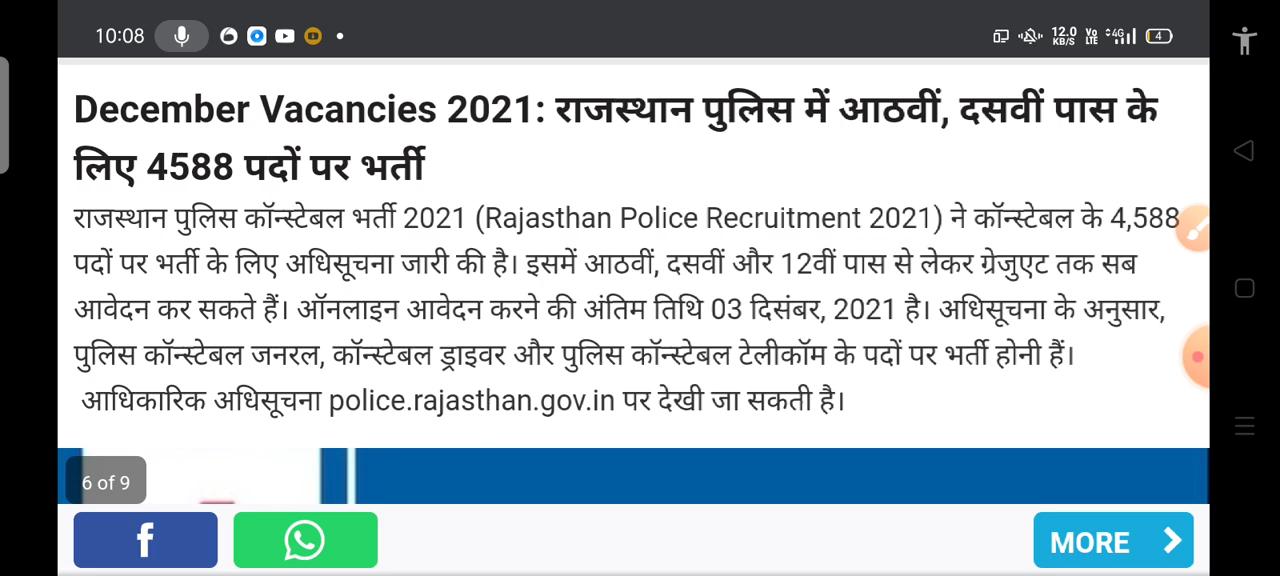 10:08
12.0 KB/S Vo LTE 4G 4
December Vacancies 2021: राजस्थान पुलिस में आठवीं, दसवीं पास के
लिए 4588 पदों पर भर्ती
राजस्थान पुलिस कॉन्स्टेबल भर्ती 2021 (Rajasthan Police Recruitment 2021) ने कॉन्स्टेबल के 4,588
पदों पर भर्ती के लिए अधिसूचना जारी की है। इसमें आठवीं, दसवीं और 12वीं पास से लेकर ग्रेजुएट तक सब
आवेदन कर सकते हैं। ऑनलाइन आवेदन करने की अंतिम तिथि 03 दिसंबर, 2021 है। अधिसूचना के अनुसार,
पुलिस कॉन्स्टेबल जनरल, कॉन्स्टेबल ड्राइवर और पुलिस कॉन्स्टेबल टेलीकॉम के पदों पर भर्ती होनी हैं।
आधिकारिक अधिसूचना police.rajasthan.gov.in पर देखी जा सकती है।
6 of 9
MORE